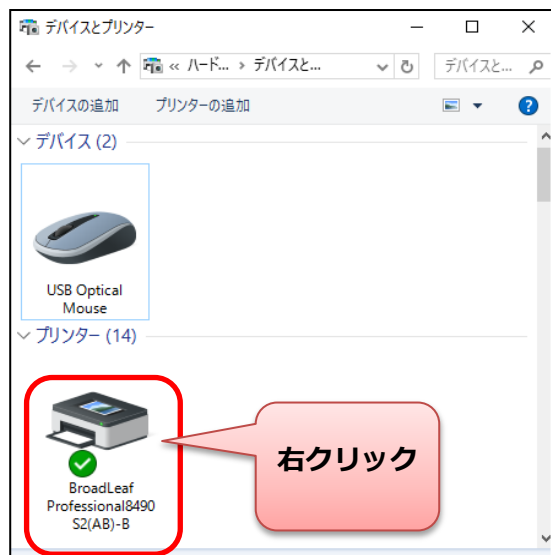 デバイスとプリンター
« ハード... › デバイスと...
デバイスと...
デバイスの追加 プリンターの追加
?
デバイス (2)
USB Optical
Mouse
プリンター (14)
右クリック
BroadLeaf
Professional8490
S2(AB)-B